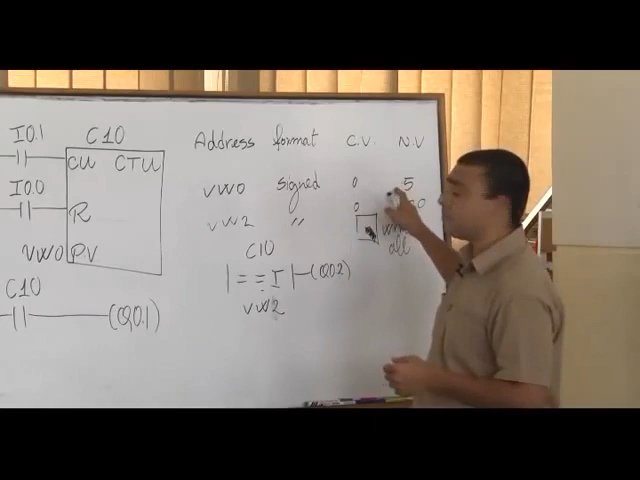 I0.1
C10
CU CTU
I0.0
R
VW0 PV
C10
(Q0.1)
Address format C.V. N.V
VW0 signed 0 5
VW2 " 0
all
C10
==I (Q0.2)
VW2